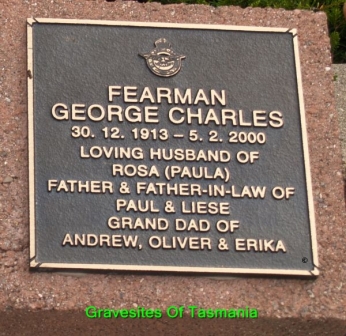 FEARMAN
GEORGE CHARLES
30. 12. 1913 – 5. 2. 2000
LOVING HUSBAND OF
ROSA (PAULA)
FATHER & FATHER-IN-LAW OF
PAUL & LIESE
GRAND DAD OF
ANDREW, OLIVER & ERIKA
Gravesites Of Tasmania